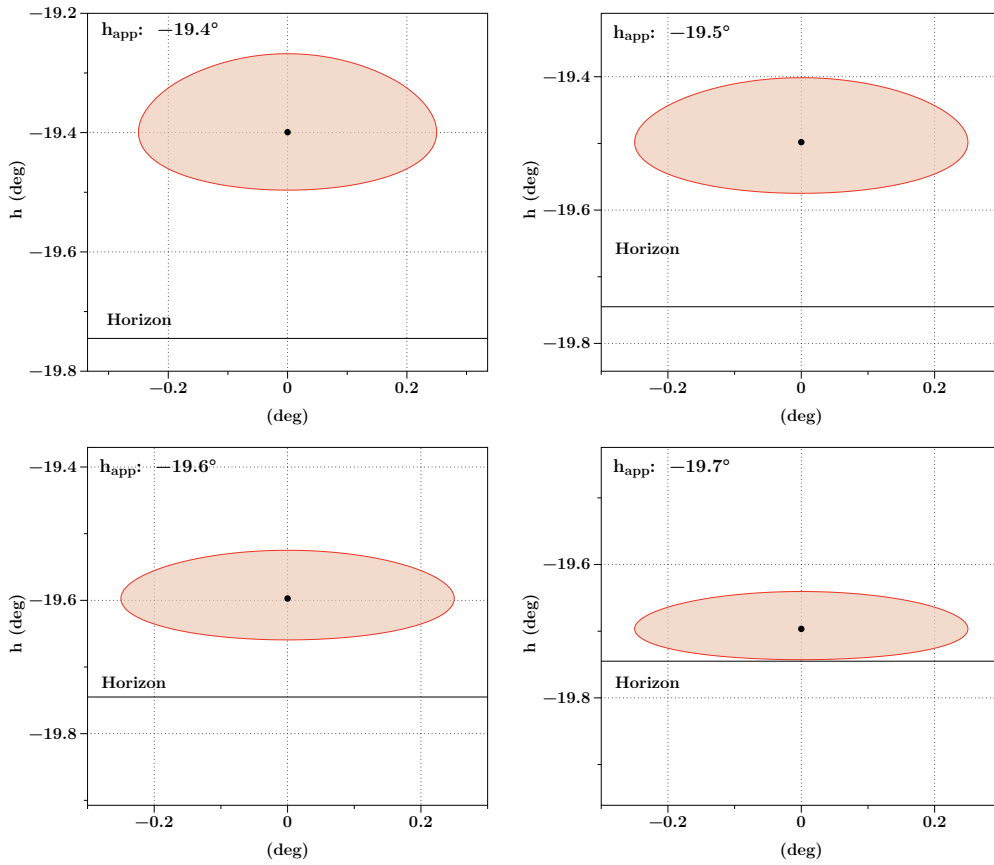 h_app: −19.4°
−19.2
−19.4
−19.6
−19.8
h (deg)
Horizon
−0.2 0 0.2
(deg)
h_app: −19.5°
−19.4
−19.6
−19.8
h (deg)
Horizon
−0.2 0 0.2
(deg)
h_app: −19.6°
−19.4
−19.6
−19.8
h (deg)
Horizon
−0.2 0 0.2
(deg)
h_app: −19.7°
−19.6
−19.8
h (deg)
Horizon
−0.2 0 0.2
(deg)